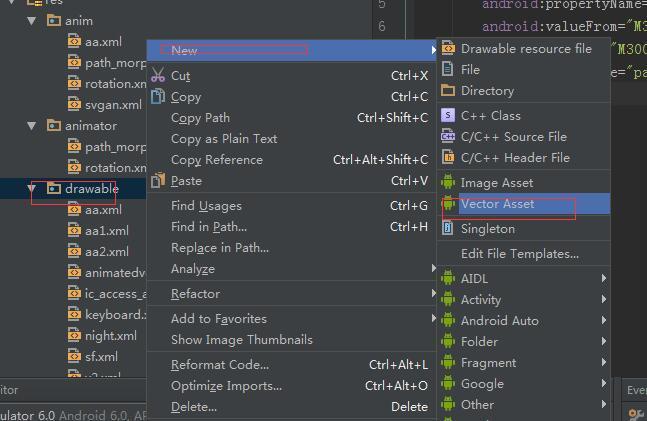 res
anim
aa.xml
path_morp
rotation.xm
svgan.xml
animator
path_morp
rotation.xm
drawable
aa.xml
aa1.xml
aa2.xml
animatedve
ic_access_a
keyboard.x
night.xml
sf.xml
New
Cut Ctrl+X
Copy Ctrl+C
Copy Path Ctrl+Shift+C
Copy as Plain Text
Copy Reference Ctrl+Alt+Shift+C
Paste Ctrl+V
Find Usages Ctrl+G
Find in Path... Ctrl+H
Replace in Path...
Analyze
Refactor
Add to Favorites
Show Image Thumbnails
Reformat Code... Ctrl+Alt+L
Optimize Imports... Ctrl+Alt+O
Delete... Delete
Drawable resource file
File
Directory
C++ Class
C/C++ Source File
C/C++ Header File
Image Asset
Vector Asset
Singleton
Edit File Templates...
AIDL
Activity
Android Auto
Folder
Fragment
Google
Other
5 android:propertyName=
6 android:valueFrom="M3
"M300
="pa
itor
Even
ulator 6.0 Android 6.0, AP